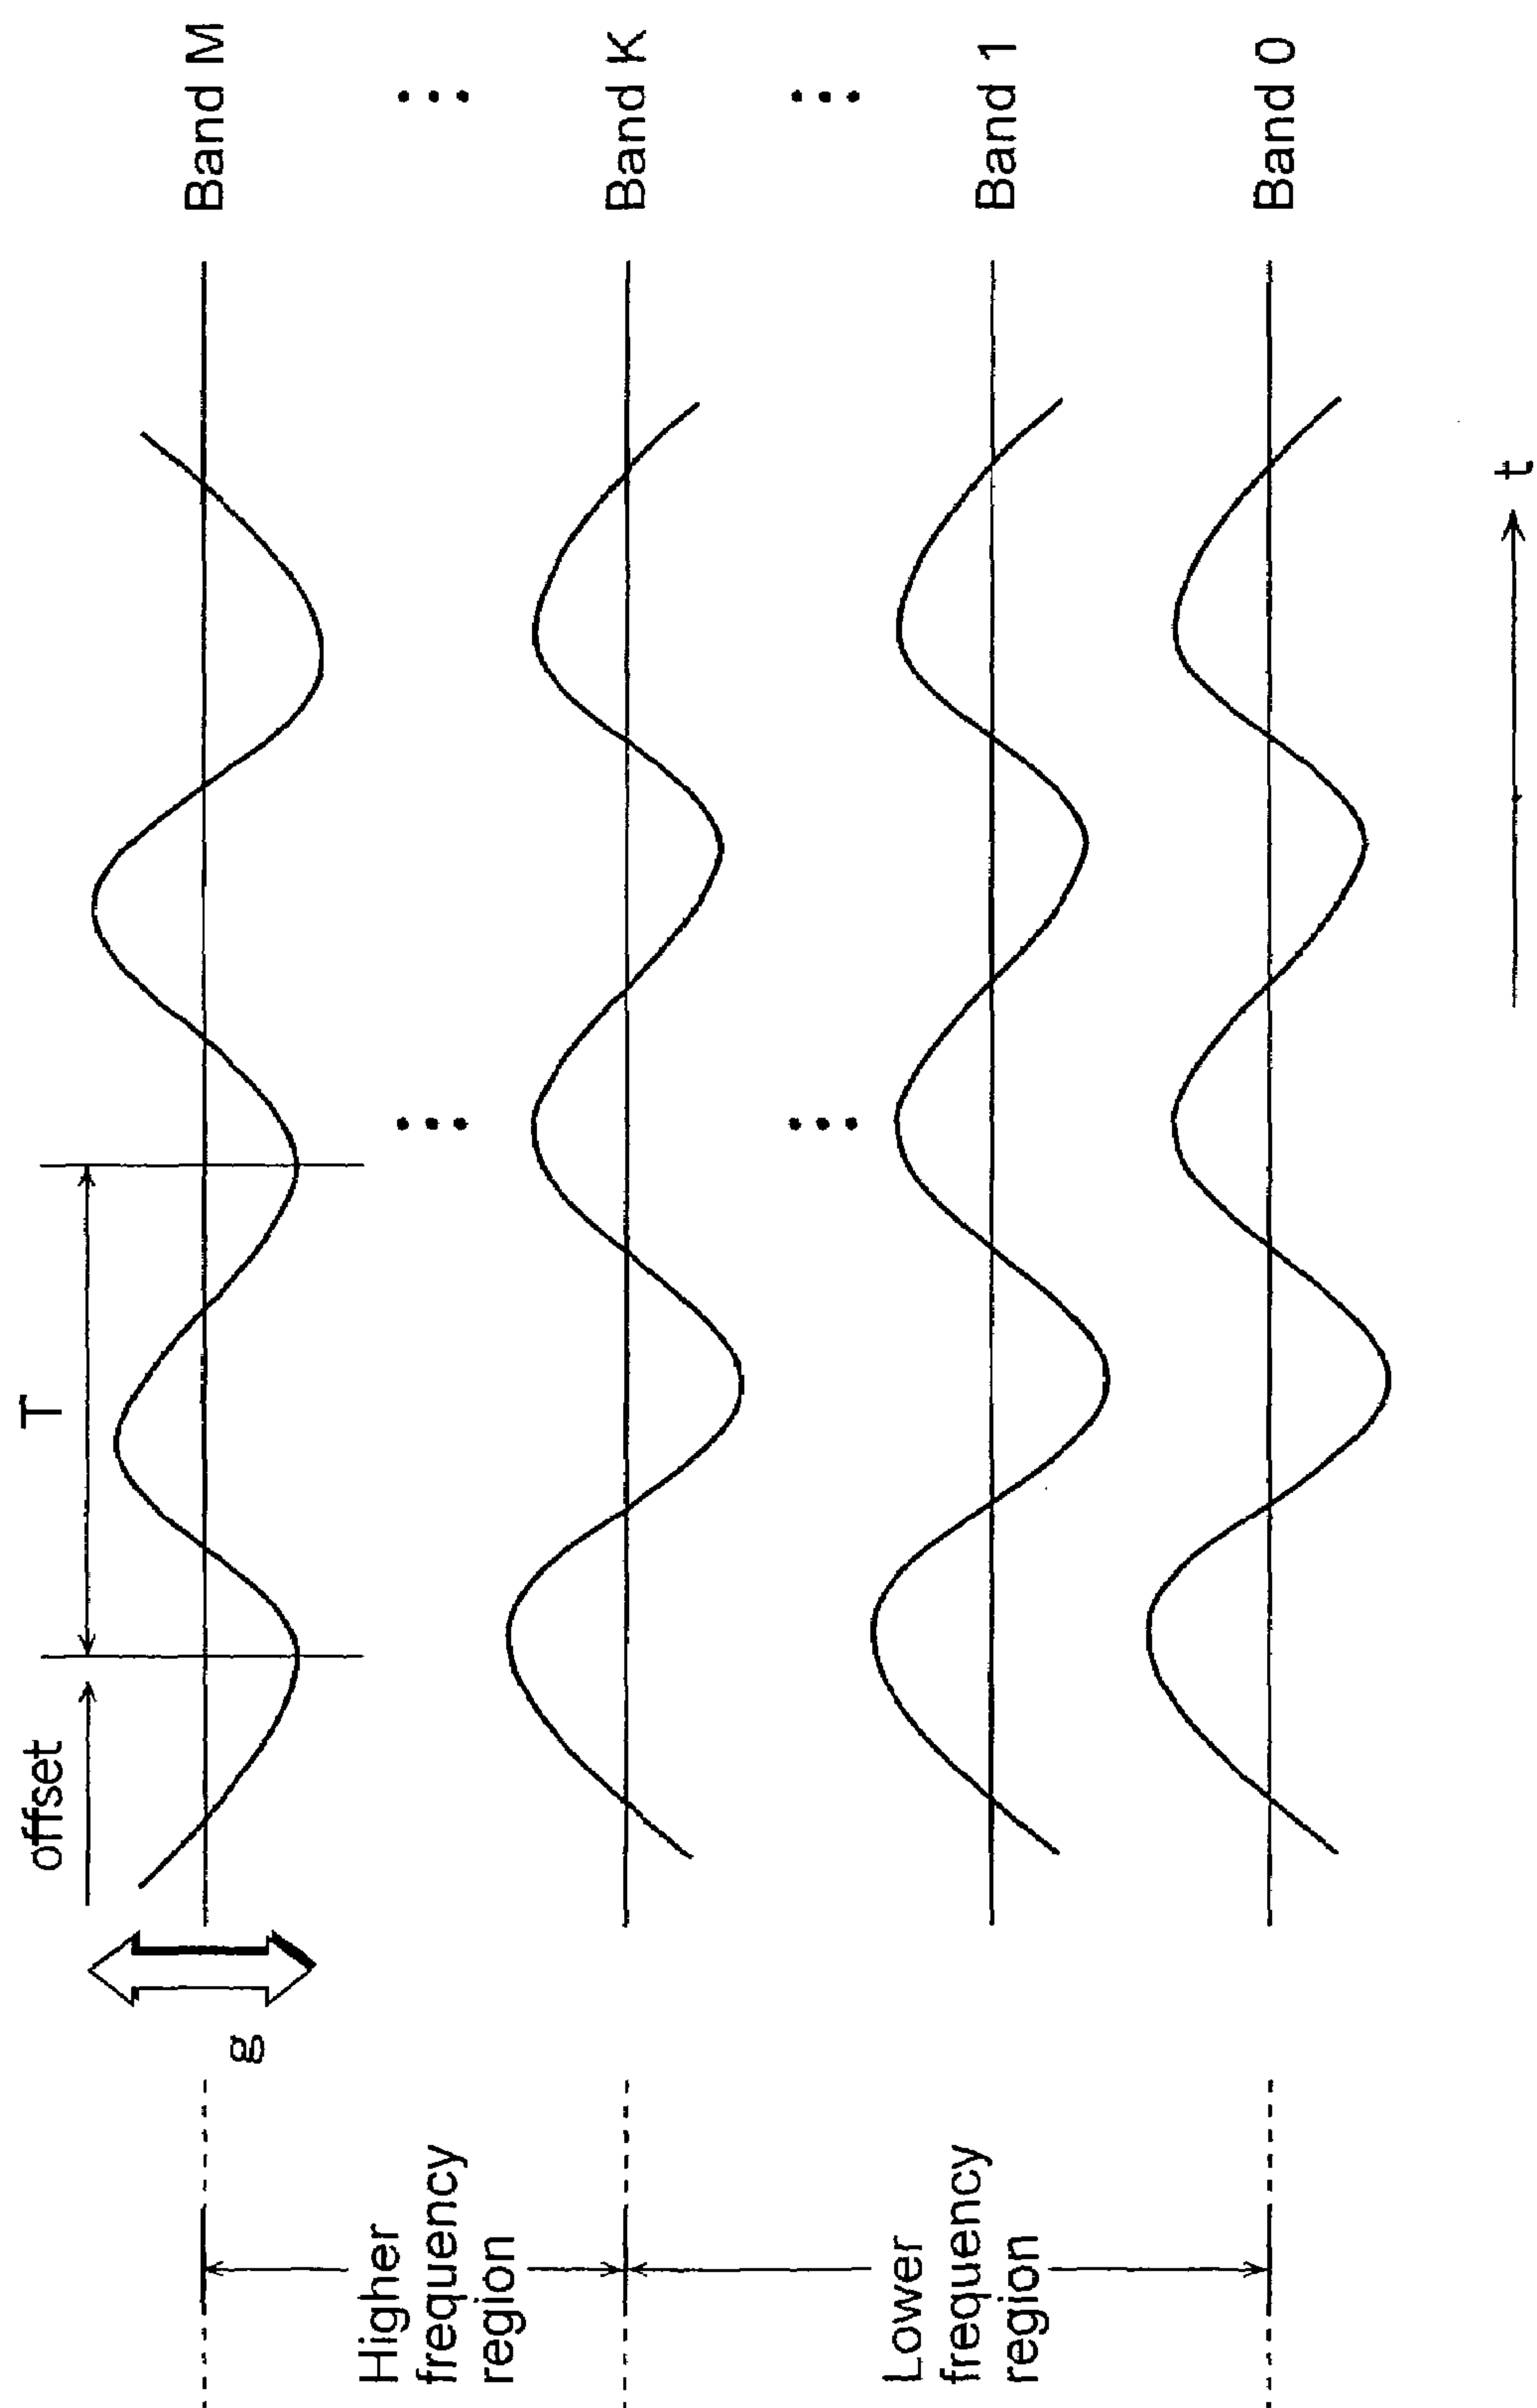 offset
T
g
Band M
Higher
frequency
region
Band K
Lower
frequency
region
Band 1
Band 0
t